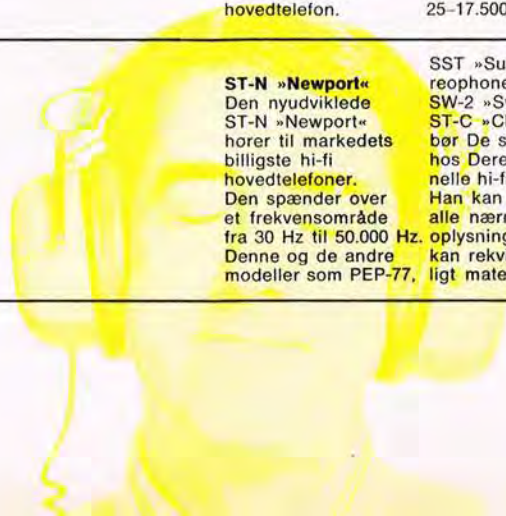 hovedtelefon.
25–17.500
ST-N »Newport«
Den nyudviklede
ST-N »Newport«
horer til markedets
billigste hi-fi
hovedtelefoner.
Den spænder over
et frekvensområde
fra 30 Hz til 50.000 Hz.
Denne og de andre
modeller som PEP-77,
SST »Su
reophone
SW-2 »S
ST-C »C
bør De s
hos Dere
nelle hi-f
Han kan
alle nærr
oplysning
kan rekvi
ligt mate